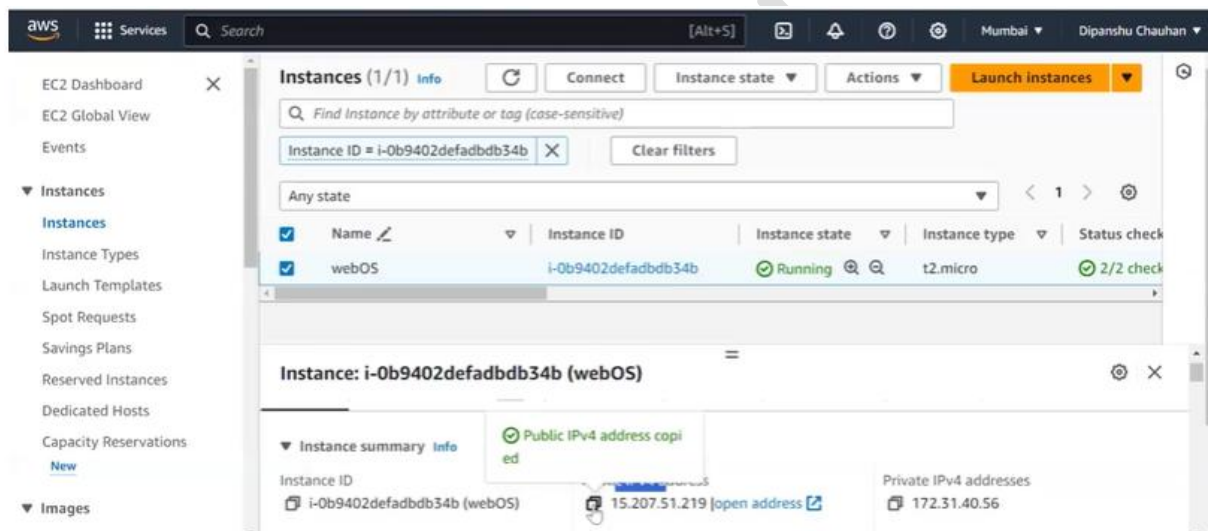 aws Services Search [Alt+S] Mumbai Dipanshu Chauhan
EC2 Dashboard
EC2 Global View
Events
Instances
Instances
Instance Types
Launch Templates
Spot Requests
Savings Plans
Reserved Instances
Dedicated Hosts
Capacity Reservations
New
Images
Instances (1/1) Info Connect Instance state Actions Launch instances
Find Instance by attribute or tag (case-sensitive)
Instance ID = i-0b9402defadbdb34b Clear filters
Any state 1
Name Instance ID Instance state Instance type Status check
webOS i-0b9402defadbdb34b Running t2.micro 2/2 check
Instance: i-0b9402defadbdb34b (webOS)
Public IPv4 address copi
ed
Instance summary Info
Instance ID Private IPv4 addresses
i-0b9402defadbdb34b (webOS) 15.207.51.219 |open address 172.31.40.56